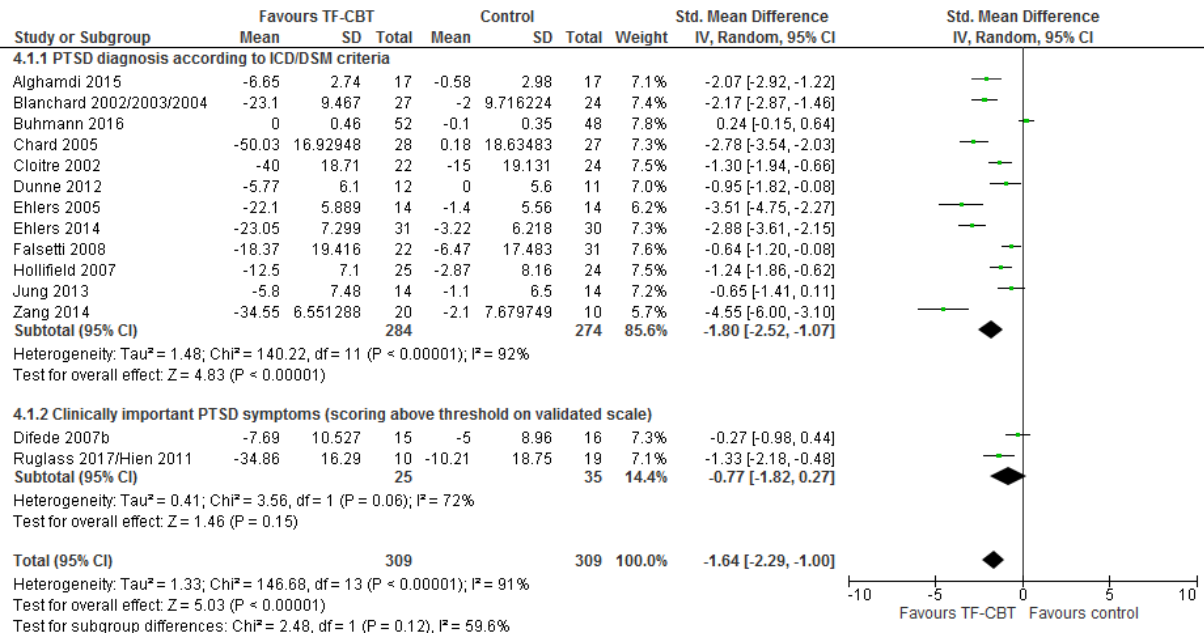 Favours TF-CBT Control Std. Mean Difference Std. Mean Difference
Study or Subgroup Mean SD Total Mean SD Total Weight IV, Random, 95% CI IV, Random, 95% CI
4.1.1 PTSD diagnosis according to ICD/DSM criteria
Alghamdi 2015 -6.65 2.74 17 -0.58 2.98 17 7.1% -2.07 [-2.92, -1.22]
Blanchard 2002/2003/2004 -23.1 9.467 27 -2 9.716224 24 7.4% -2.17 [-2.87, -1.46]
Buhmann 2016 0 0.46 52 -0.1 0.35 48 7.8% 0.24 [-0.15, 0.64]
Chard 2005 -50.03 16.92948 28 0.18 18.63483 27 7.3% -2.78 [-3.54, -2.03]
Cloitre 2002 -40 18.71 22 -15 19.131 24 7.5% -1.30 [-1.94, -0.66]
Dunne 2012 -5.77 6.1 12 0 5.6 11 7.0% -0.95 [-1.82, -0.08]
Ehlers 2005 -22.1 5.889 14 -1.4 5.56 14 6.2% -3.51 [-4.75, -2.27]
Ehlers 2014 -23.05 7.299 31 -3.22 6.218 30 7.3% -2.88 [-3.61, -2.15]
Falsetti 2008 -18.37 19.416 22 -6.47 17.483 31 7.6% -0.64 [-1.20, -0.08]
Hollifield 2007 -12.5 7.1 25 -2.87 8.16 24 7.5% -1.24 [-1.86, -0.62]
Jung 2013 -5.8 7.48 14 -1.1 6.5 14 7.2% -0.65 [-1.41, 0.11]
Zang 2014 -34.55 6.551288 20 -2.1 7.679749 10 5.7% -4.55 [-6.00, -3.10]
Subtotal (95% CI) 284 274 85.6% -1.80 [-2.52, -1.07]
Heterogeneity: Tau² = 1.48; Chi² = 140.22, df = 11 (P < 0.00001); I² = 92%
Test for overall effect: Z = 4.83 (P < 0.00001)
4.1.2 Clinically important PTSD symptoms (scoring above threshold on validated scale)
Difede 2007b -7.69 10.527 15 -5 8.96 16 7.3% -0.27 [-0.98, 0.44]
Ruglass 2017/Hien 2011 -34.86 16.29 10 -10.21 18.75 19 7.1% -1.33 [-2.18, -0.48]
Subtotal (95% CI) 25 35 14.4% -0.77 [-1.82, 0.27]
Heterogeneity: Tau² = 0.41; Chi² = 3.56, df = 1 (P = 0.06); I² = 72%
Test for overall effect: Z = 1.46 (P = 0.15)
Total (95% CI) 309 309 100.0% -1.64 [-2.29, -1.00]
Heterogeneity: Tau² = 1.33; Chi² = 146.68, df = 13 (P < 0.00001); I² = 91%
Test for overall effect: Z = 5.03 (P < 0.00001)
Test for subgroup differences: Chi² = 2.48, df = 1 (P = 0.12), I² = 59.6%
-10 -5 0 5 10
Favours TF-CBT Favours control